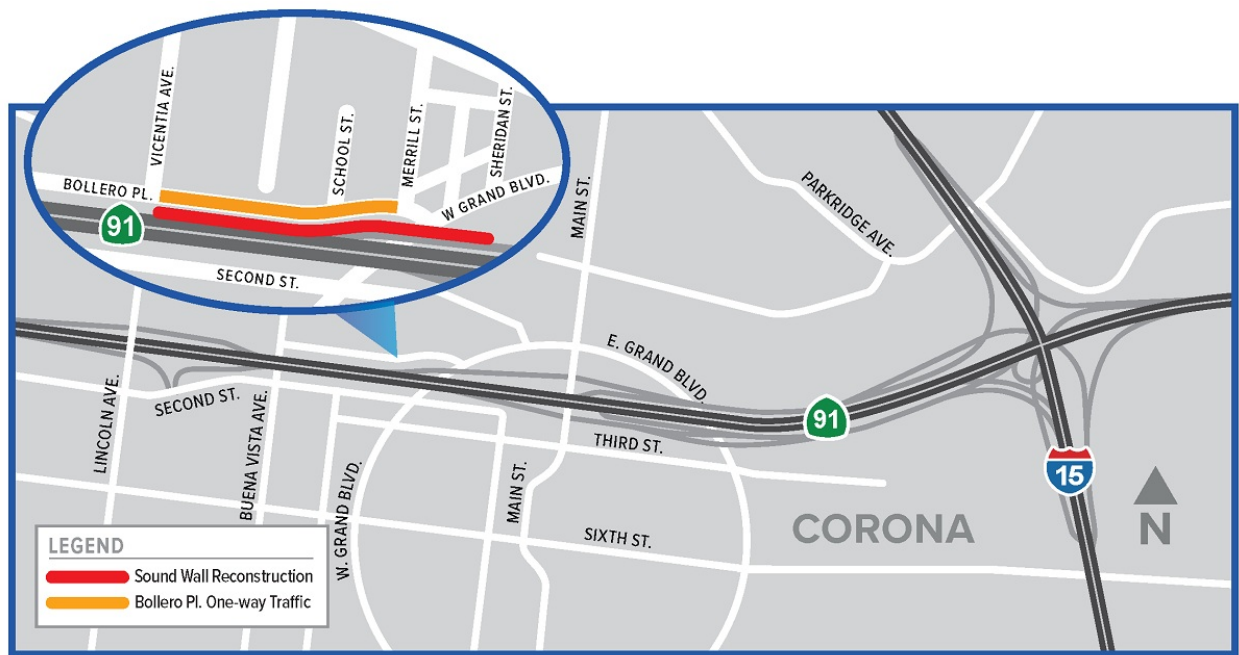 VICENTIA AVE.
SCHOOL ST.
MERRILL ST.
SHERIDAN ST.
BOLLERO PL.
W GRAND BLVD.
91
SECOND ST.
MAIN ST.
PARKRIDGE AVE.
E. GRAND BLVD.
SECOND ST.
LINCOLN AVE.
BUENA VISTA AVE.
W. GRAND BLVD.
MAIN ST.
THIRD ST.
91
15
SIXTH ST.
CORONA
N
LEGEND
Sound Wall Reconstruction
Bollero Pl. One-way Traffic